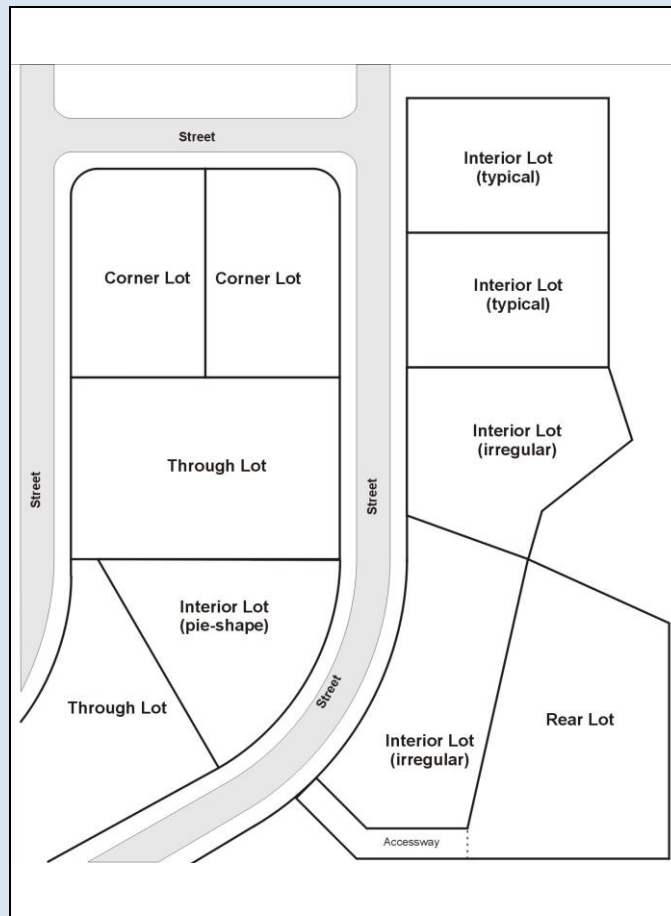 Street
Interior Lot
(typical)
Corner Lot
Corner Lot
Interior Lot
(typical)
Interior Lot
(irregular)
Through Lot
Street
Street
Interior Lot
(pie-shape)
Street
Through Lot
Rear Lot
Interior Lot
(irregular)
Accessway